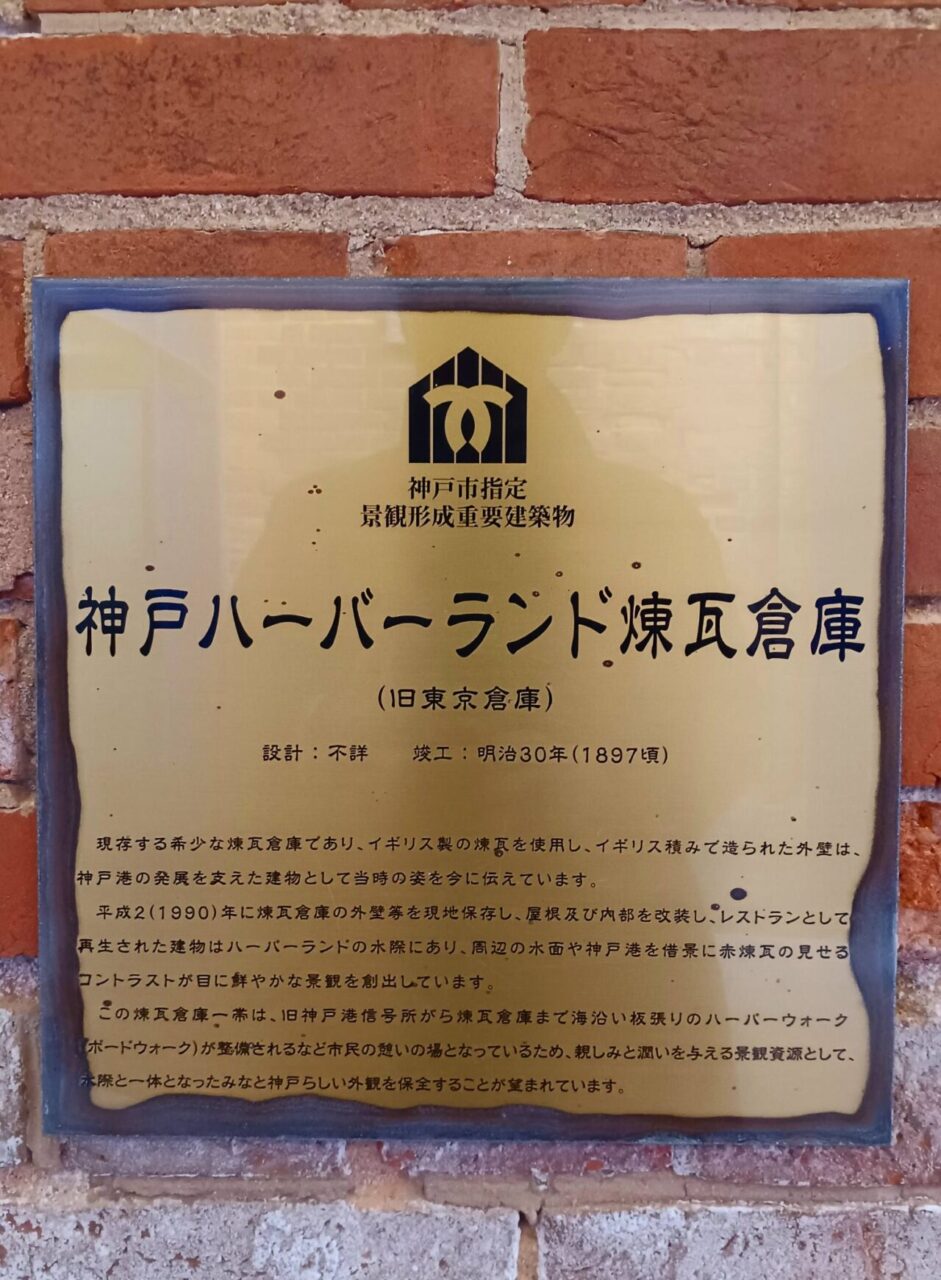 神戸市指定
景観形成重要建築物
神戸ハーバーランド煉瓦倉庫
(旧東京倉庫)
設計：不詳　竣工：明治30年(1897頃)
現存する希少な煉瓦倉庫であり、イギリス製の煉瓦を使用し、イギリス積みで造られた外壁は、
神戸港の発展を支えた建物として当時の姿を今に伝えています。
平成2(1990)年に煉瓦倉庫の外壁等を現地保存し、屋根及び内部を改装し、レストランとして
再生された建物はハーバーランドの水際にあり、周辺の水面や神戸港を借景に赤煉瓦の見せる
コントラストが目に鮮やかな景観を創出しています。
この煉瓦倉庫一帯は、旧神戸港信号所がら煉瓦倉庫まで海沿い板張りのハーバーウォーク
(ボードウォーク)が整備されるなど市民の憩いの場となっているため、親しみと潤いを与える景観資源として、
水際と一体となったみなと神戸らしい外観を保全することが望まれています。